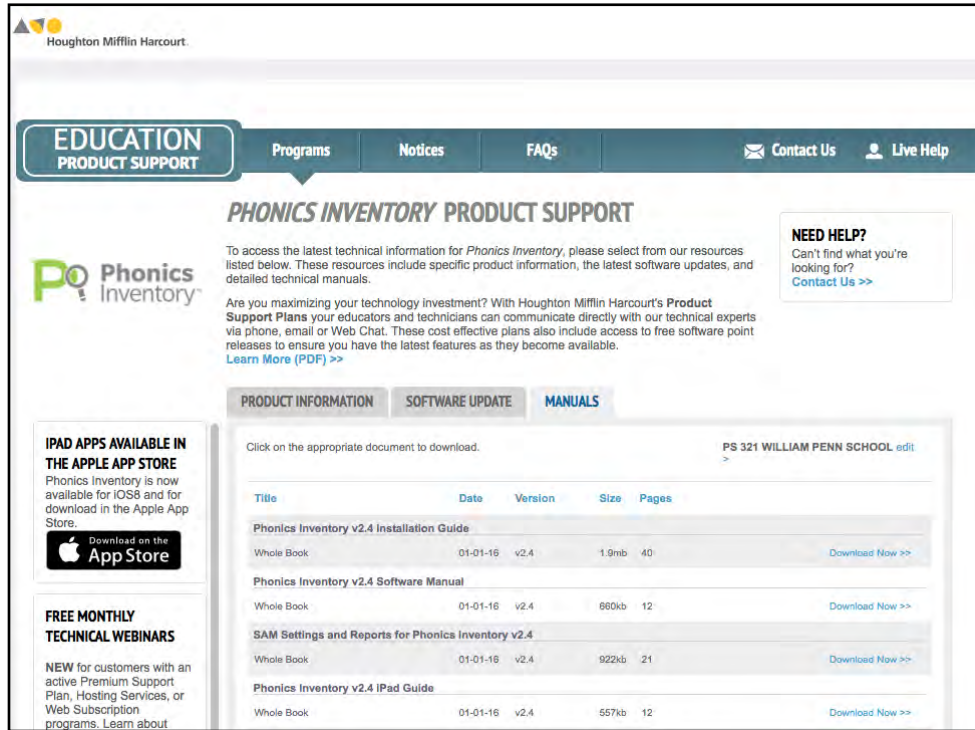 Houghton Mifflin Harcourt
EDUCATION
PRODUCT SUPPORT
Programs
Notices
FAQs
Contact Us
Live Help
PHONICS INVENTORY PRODUCT SUPPORT
To access the latest technical information for Phonics Inventory, please select from our resources
listed below. These resources include specific product information, the latest software updates, and
detailed technical manuals.
Are you maximizing your technology investment? With Houghton Mifflin Harcourt's Product
Support Plans your educators and technicians can communicate directly with our technical experts
via phone, email or Web Chat. These cost effective plans also include access to free software point
releases to ensure you have the latest features as they become available.
Learn More (PDF) >>
NEED HELP?
Can't find what you're
looking for?
Contact Us >>
Phonics
Inventory
IPAD APPS AVAILABLE IN
THE APPLE APP STORE
Phonics Inventory is now
available for iOS8 and for
download in the Apple App
Store.
Download on the
App Store
FREE MONTHLY
TECHNICAL WEBINARS
NEW for customers with an
active Premium Support
Plan, Hosting Services, or
Web Subscription
programs. Learn about
PRODUCT INFORMATION SOFTWARE UPDATE MANUALS
Click on the appropriate document to download.
PS 321 WILLIAM PENN SCHOOL edit
>
Title Date Version Size Pages
Phonics Inventory v2.4 Installation Guide
Whole Book 01-01-16 v2.4 1.9mb 40 Download Now >>
Phonics Inventory v2.4 Software Manual
Whole Book 01-01-16 v2.4 660kb 12 Download Now >>
SAM Settings and Reports for Phonics Inventory v2.4
Whole Book 01-01-16 v2.4 922kb 21 Download Now >>
Phonics Inventory v2.4 iPad Guide
Whole Book 01-01-16 v2.4 557kb 12 Download Now >>